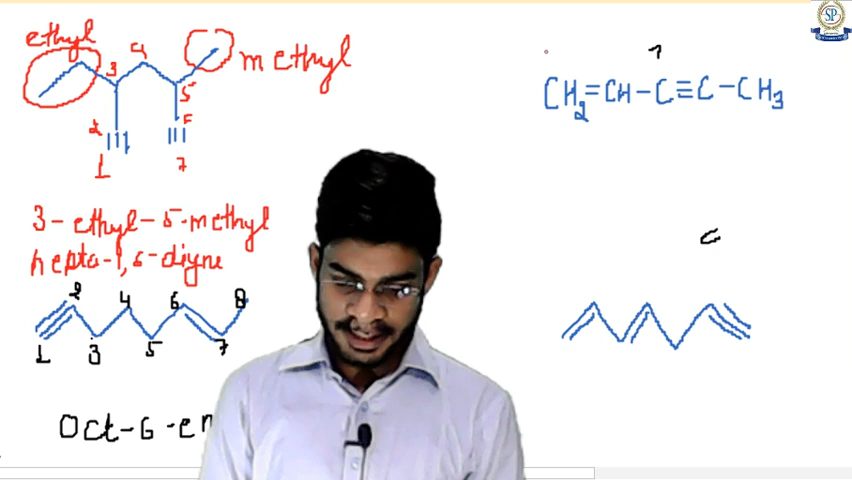 ethyl
methyl
3
4
5
2
6
1
7
3-ethyl-5-methyl
hepta-1,6-diyne
2 4 6 8
1 3 5 7
Oct-6-en
CH2=CH-C≡C-CH3
SP